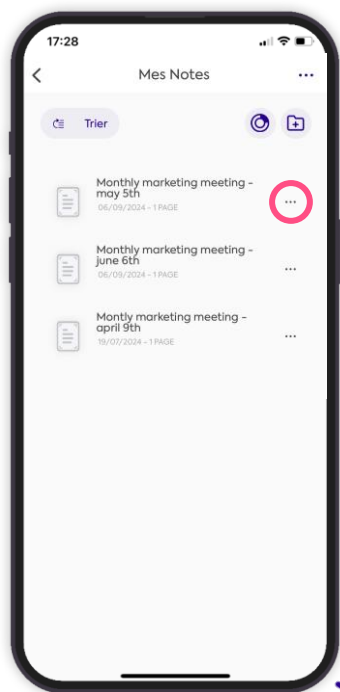 17:28
Mes Notes
Trier
Monthly marketing meeting -
may 5th
06/09/2024 - 1 PAGE
Monthly marketing meeting -
june 6th
06/09/2024 - 1 PAGE
Montly marketing meeting -
april 9th
19/07/2024 - 1 PAGE